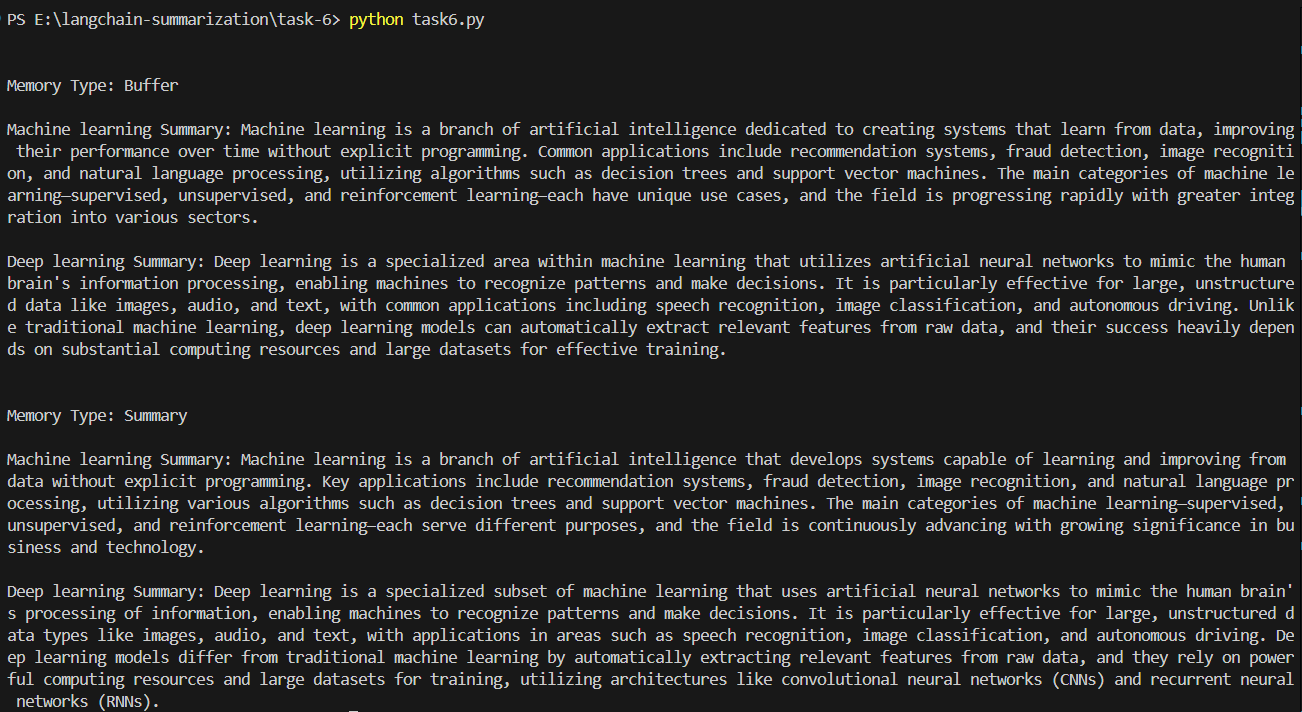 PS E:\langchain-summarization\task-6> python task6.py
Memory Type: Buffer
Machine learning Summary: Machine learning is a branch of artificial intelligence dedicated to creating systems that learn from data, improving
 their performance over time without explicit programming. Common applications include recommendation systems, fraud detection, image recogniti
on, and natural language processing, utilizing algorithms such as decision trees and support vector machines. The main categories of machine le
arning—supervised, unsupervised, and reinforcement learning—each have unique use cases, and the field is progressing rapidly with greater integ
ration into various sectors.
Deep learning Summary: Deep learning is a specialized area within machine learning that utilizes artificial neural networks to mimic the human
brain's information processing, enabling machines to recognize patterns and make decisions. It is particularly effective for large, unstructure
d data like images, audio, and text, with common applications including speech recognition, image classification, and autonomous driving. Unlik
e traditional machine learning, deep learning models can automatically extract relevant features from raw data, and their success heavily depen
ds on substantial computing resources and large datasets for effective training.
Memory Type: Summary
Machine learning Summary: Machine learning is a branch of artificial intelligence that develops systems capable of learning and improving from
data without explicit programming. Key applications include recommendation systems, fraud detection, image recognition, and natural language pr
ocessing, utilizing various algorithms such as decision trees and support vector machines. The main categories of machine learning—supervised,
unsupervised, and reinforcement learning—each serve different purposes, and the field is continuously advancing with growing significance in bu
siness and technology.
Deep learning Summary: Deep learning is a specialized subset of machine learning that uses artificial neural networks to mimic the human brain'
s processing of information, enabling machines to recognize patterns and make decisions. It is particularly effective for large, unstructured d
ata types like images, audio, and text, with applications in areas such as speech recognition, image classification, and autonomous driving. De
ep learning models differ from traditional machine learning by automatically extracting relevant features from raw data, and they rely on power
ful computing resources and large datasets for training, utilizing architectures like convolutional neural networks (CNNs) and recurrent neural
 networks (RNNs).